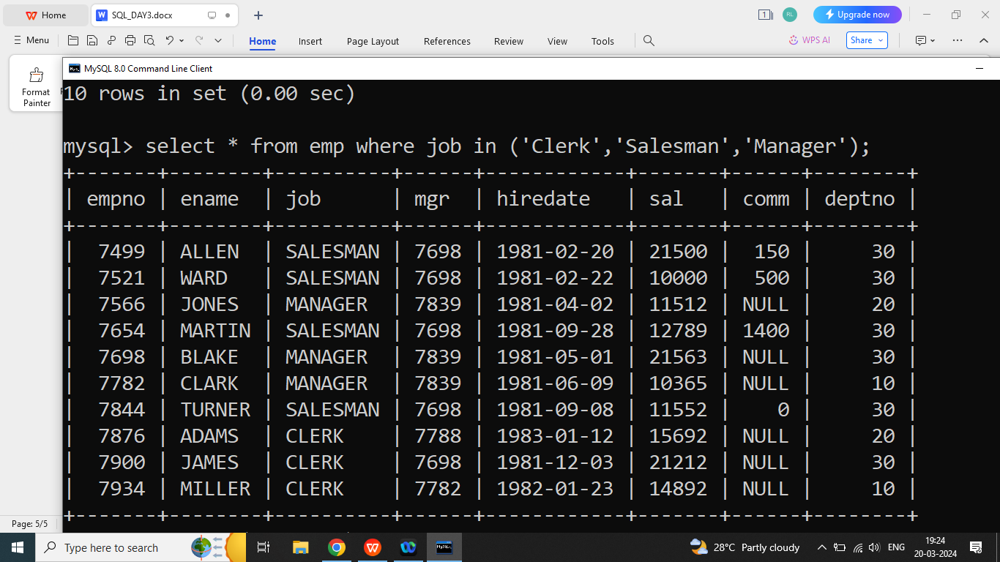 Home SQL_DAY3.docx + 1 RL Upgrade now
Menu Home Insert Page Layout References Review View Tools WPS AI Share
MySQL 8.0 Command Line Client
Format
Painter
10 rows in set (0.00 sec)
mysql> select * from emp where job in ('Clerk','Salesman','Manager');
+-------+--------+----------+------+------------+-------+------+--------+
| empno | ename  | job      | mgr  | hiredate   | sal   | comm | deptno |
+-------+--------+----------+------+------------+-------+------+--------+
|  7499 | ALLEN  | SALESMAN | 7698 | 1981-02-20 | 21500 |  150 |     30 |
|  7521 | WARD   | SALESMAN | 7698 | 1981-02-22 | 10000 |  500 |     30 |
|  7566 | JONES  | MANAGER  | 7839 | 1981-04-02 | 11512 | NULL |     20 |
|  7654 | MARTIN | SALESMAN | 7698 | 1981-09-28 | 12789 | 1400 |     30 |
|  7698 | BLAKE  | MANAGER  | 7839 | 1981-05-01 | 21563 | NULL |     30 |
|  7782 | CLARK  | MANAGER  | 7839 | 1981-06-09 | 10365 | NULL |     10 |
|  7844 | TURNER | SALESMAN | 7698 | 1981-09-08 | 11552 |    0 |     30 |
|  7876 | ADAMS  | CLERK    | 7788 | 1983-01-12 | 15692 | NULL |     20 |
|  7900 | JAMES  | CLERK    | 7698 | 1981-12-03 | 21212 | NULL |     30 |
|  7934 | MILLER | CLERK    | 7782 | 1982-01-23 | 14892 | NULL |     10 |
+-------+--------+----------+------+------------+-------+------+--------+
Page: 5/5
Type here to search 28°C Partly cloudy ENG 19:24
20-03-2024